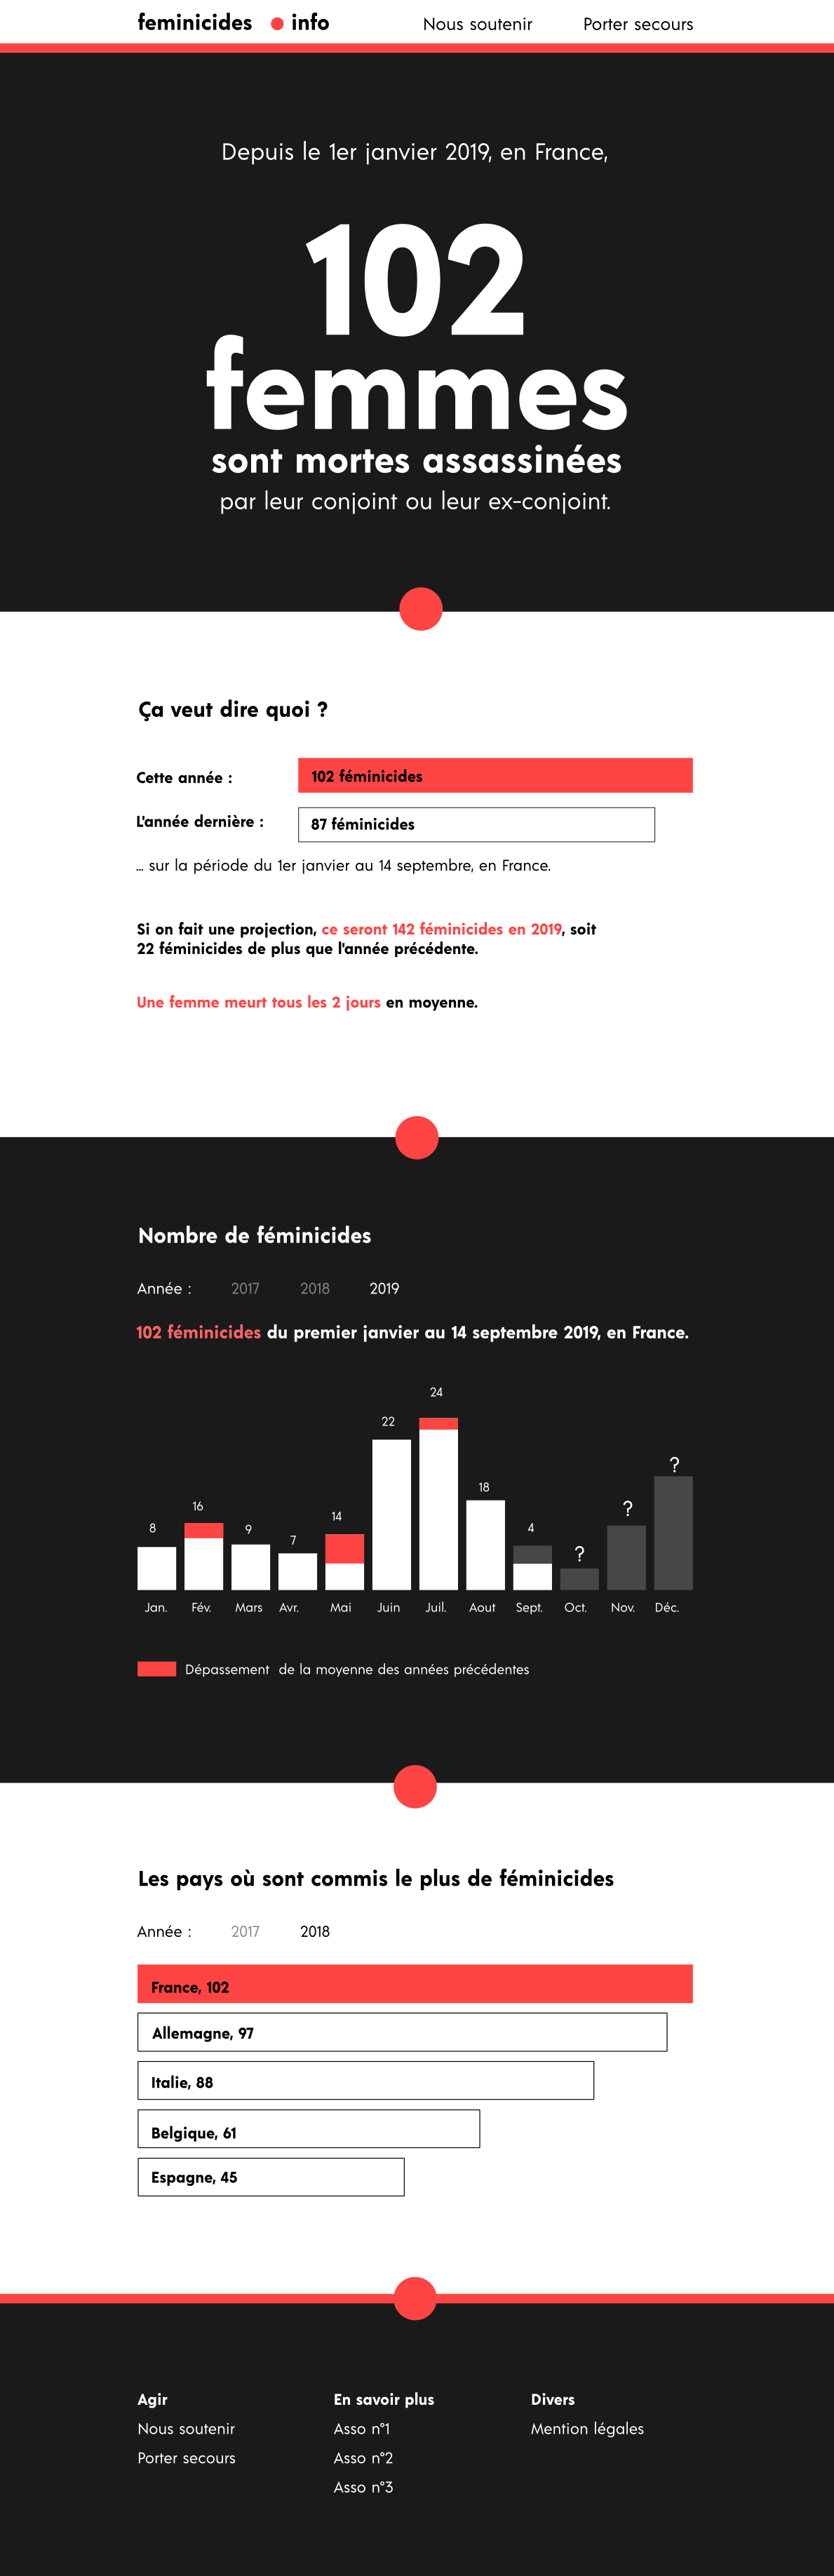 feminicides info
Nous soutenir
Porter secours
Depuis le 1er janvier 2019, en France,
102
femmes
sont mortes assassinées
par leur conjoint ou leur ex-conjoint.
Ça veut dire quoi ?
Cette année :
102 féminicides
L'année dernière :
87 féminicides
... sur la période du 1er janvier au 14 septembre, en France.
Si on fait une projection, ce seront 142 féminicides en 2019, soit
22 féminicides de plus que l'année précédente.
Une femme meurt tous les 2 jours en moyenne.
Nombre de féminicides
Année : 2017 2018 2019
102 féminicides du premier janvier au 14 septembre 2019, en France.
8 16 9 7 14 22 24 18 4 ? ? ?
Jan. Fév. Mars Avr. Mai Juin Juil. Aout Sept. Oct. Nov. Déc.
Dépassement de la moyenne des années précédentes
Les pays où sont commis le plus de féminicides
Année : 2017 2018
France, 102
Allemagne, 97
Italie, 88
Belgique, 61
Espagne, 45
Agir
Nous soutenir
Porter secours
En savoir plus
Asso n°1
Asso n°2
Asso n°3
Divers
Mention légales